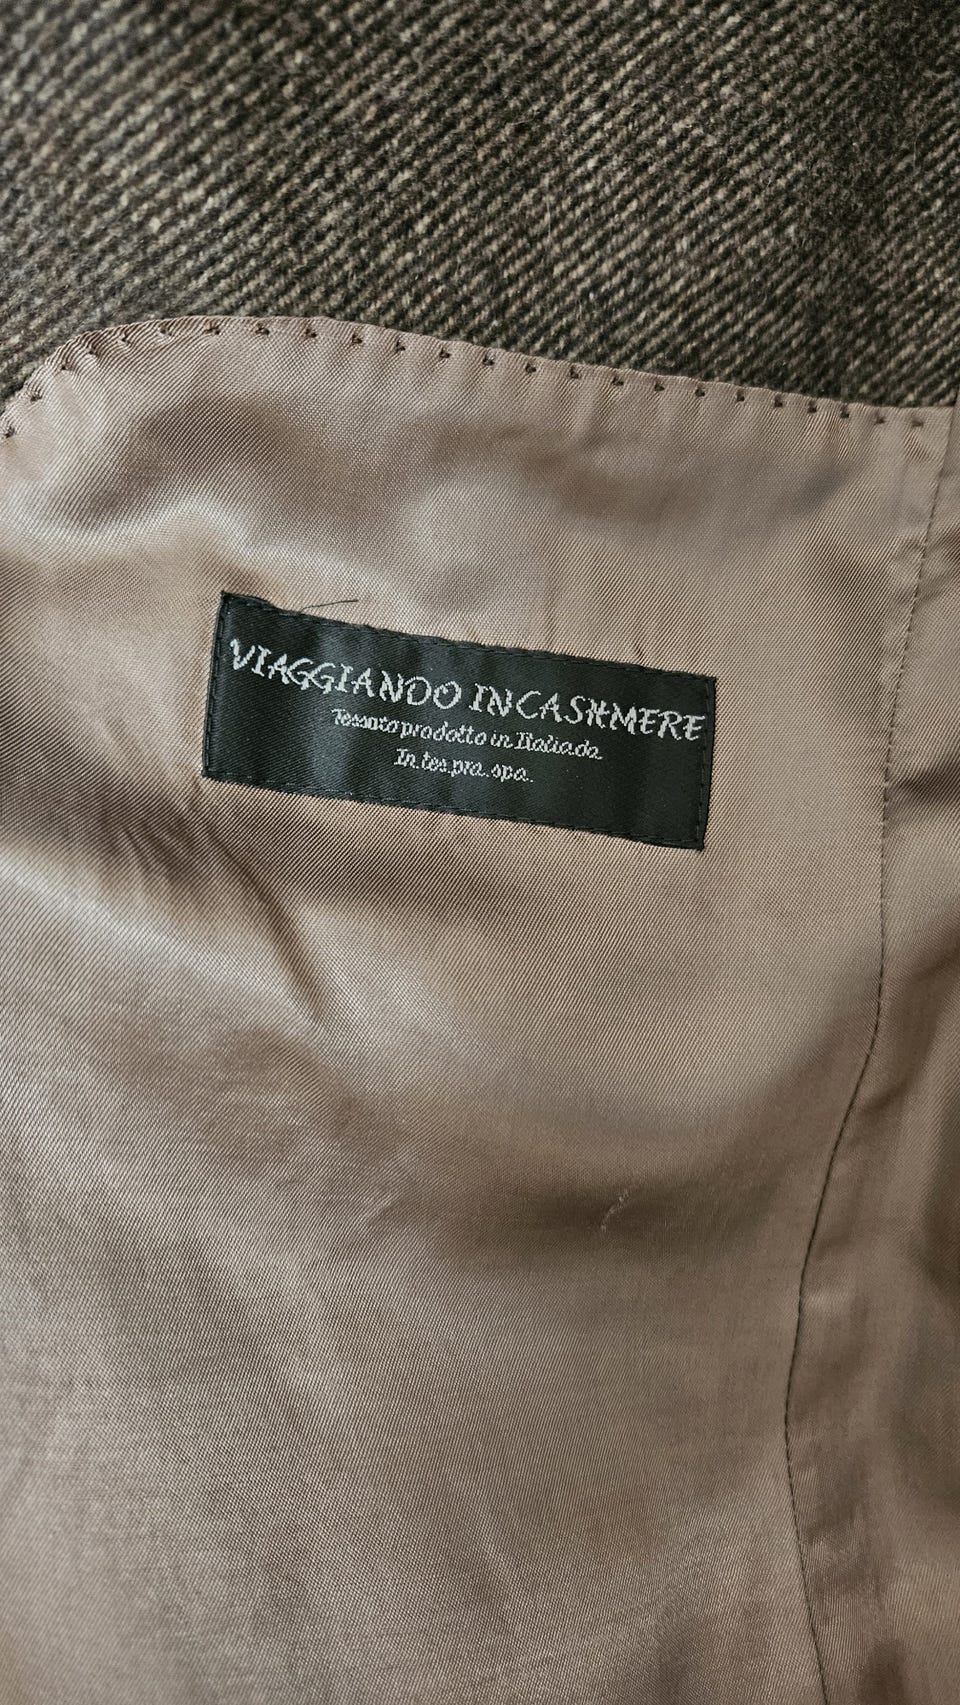 VIAGGIANDO IN CASHMERE
Tessuto prodotto in Italia da
In.tes.pra. spa.